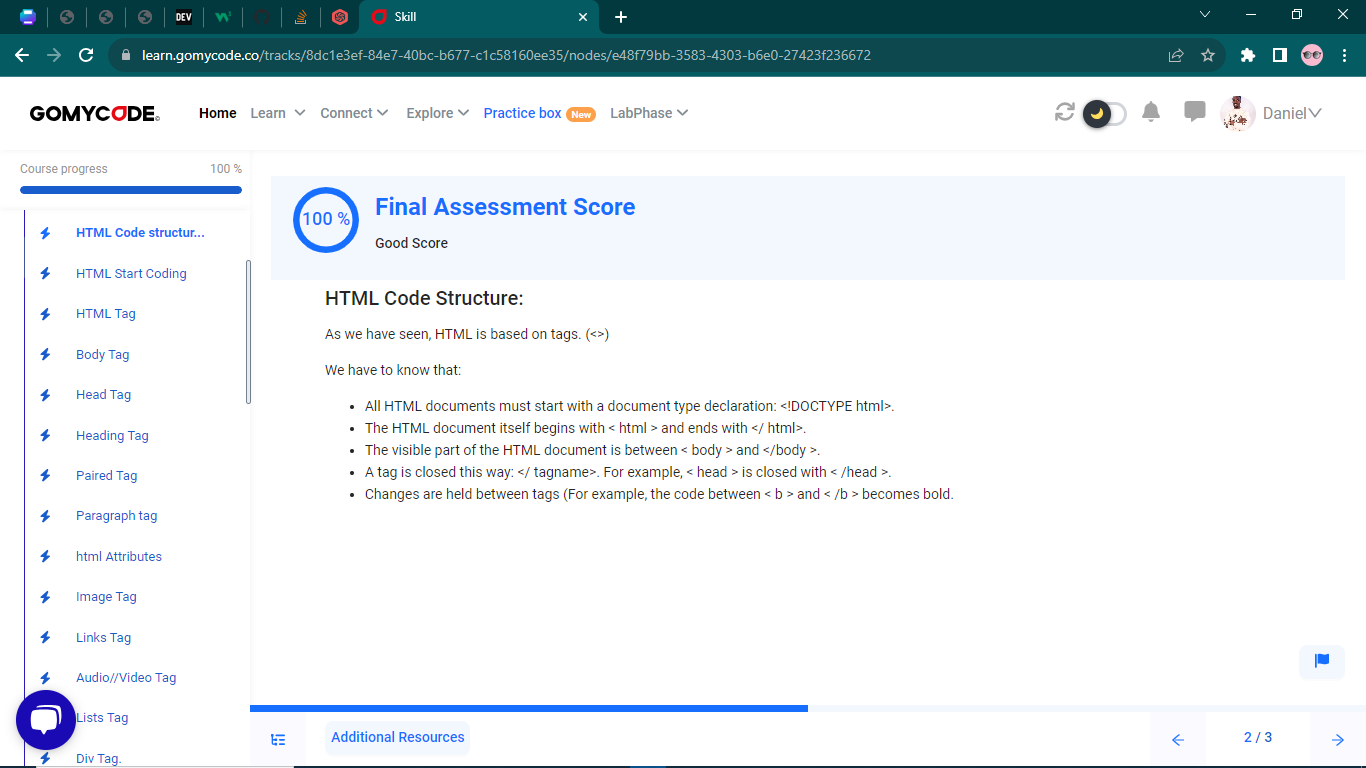 DEV
Skill
learn.gomycode.co/tracks/8dc1e3ef-84e7-40bc-b677-c1c58160ee35/nodes/e48f79bb-3583-4303-b6e0-27423f236672
GOMYCODE Home Learn Connect Explore Practice box New LabPhase Daniel
Course progress 100 %
HTML Code structur...
HTML Start Coding
HTML Tag
Body Tag
Head Tag
Heading Tag
Paired Tag
Paragraph tag
html Attributes
Image Tag
Links Tag
Audio//Video Tag
Lists Tag
Div Tag.
100 %
Final Assessment Score
Good Score
HTML Code Structure:
As we have seen, HTML is based on tags. (<>)
We have to know that:
• All HTML documents must start with a document type declaration: <!DOCTYPE html>.
• The HTML document itself begins with < html > and ends with </ html>.
• The visible part of the HTML document is between < body > and </body >.
• A tag is closed this way: </ tagname>. For example, < head > is closed with < /head >.
• Changes are held between tags (For example, the code between < b > and < /b > becomes bold.
Additional Resources
2 / 3